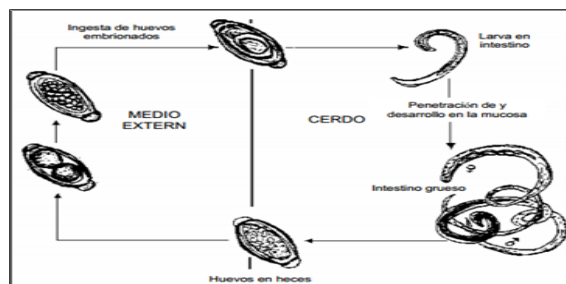 Ingesta de huevos
embrionados
Larva en
intestino
MEDIO
EXTERN
CERDO
Penetración de y
desarrollo en la mucosa
♀
Intestino grueso
♂
Huevos en heces